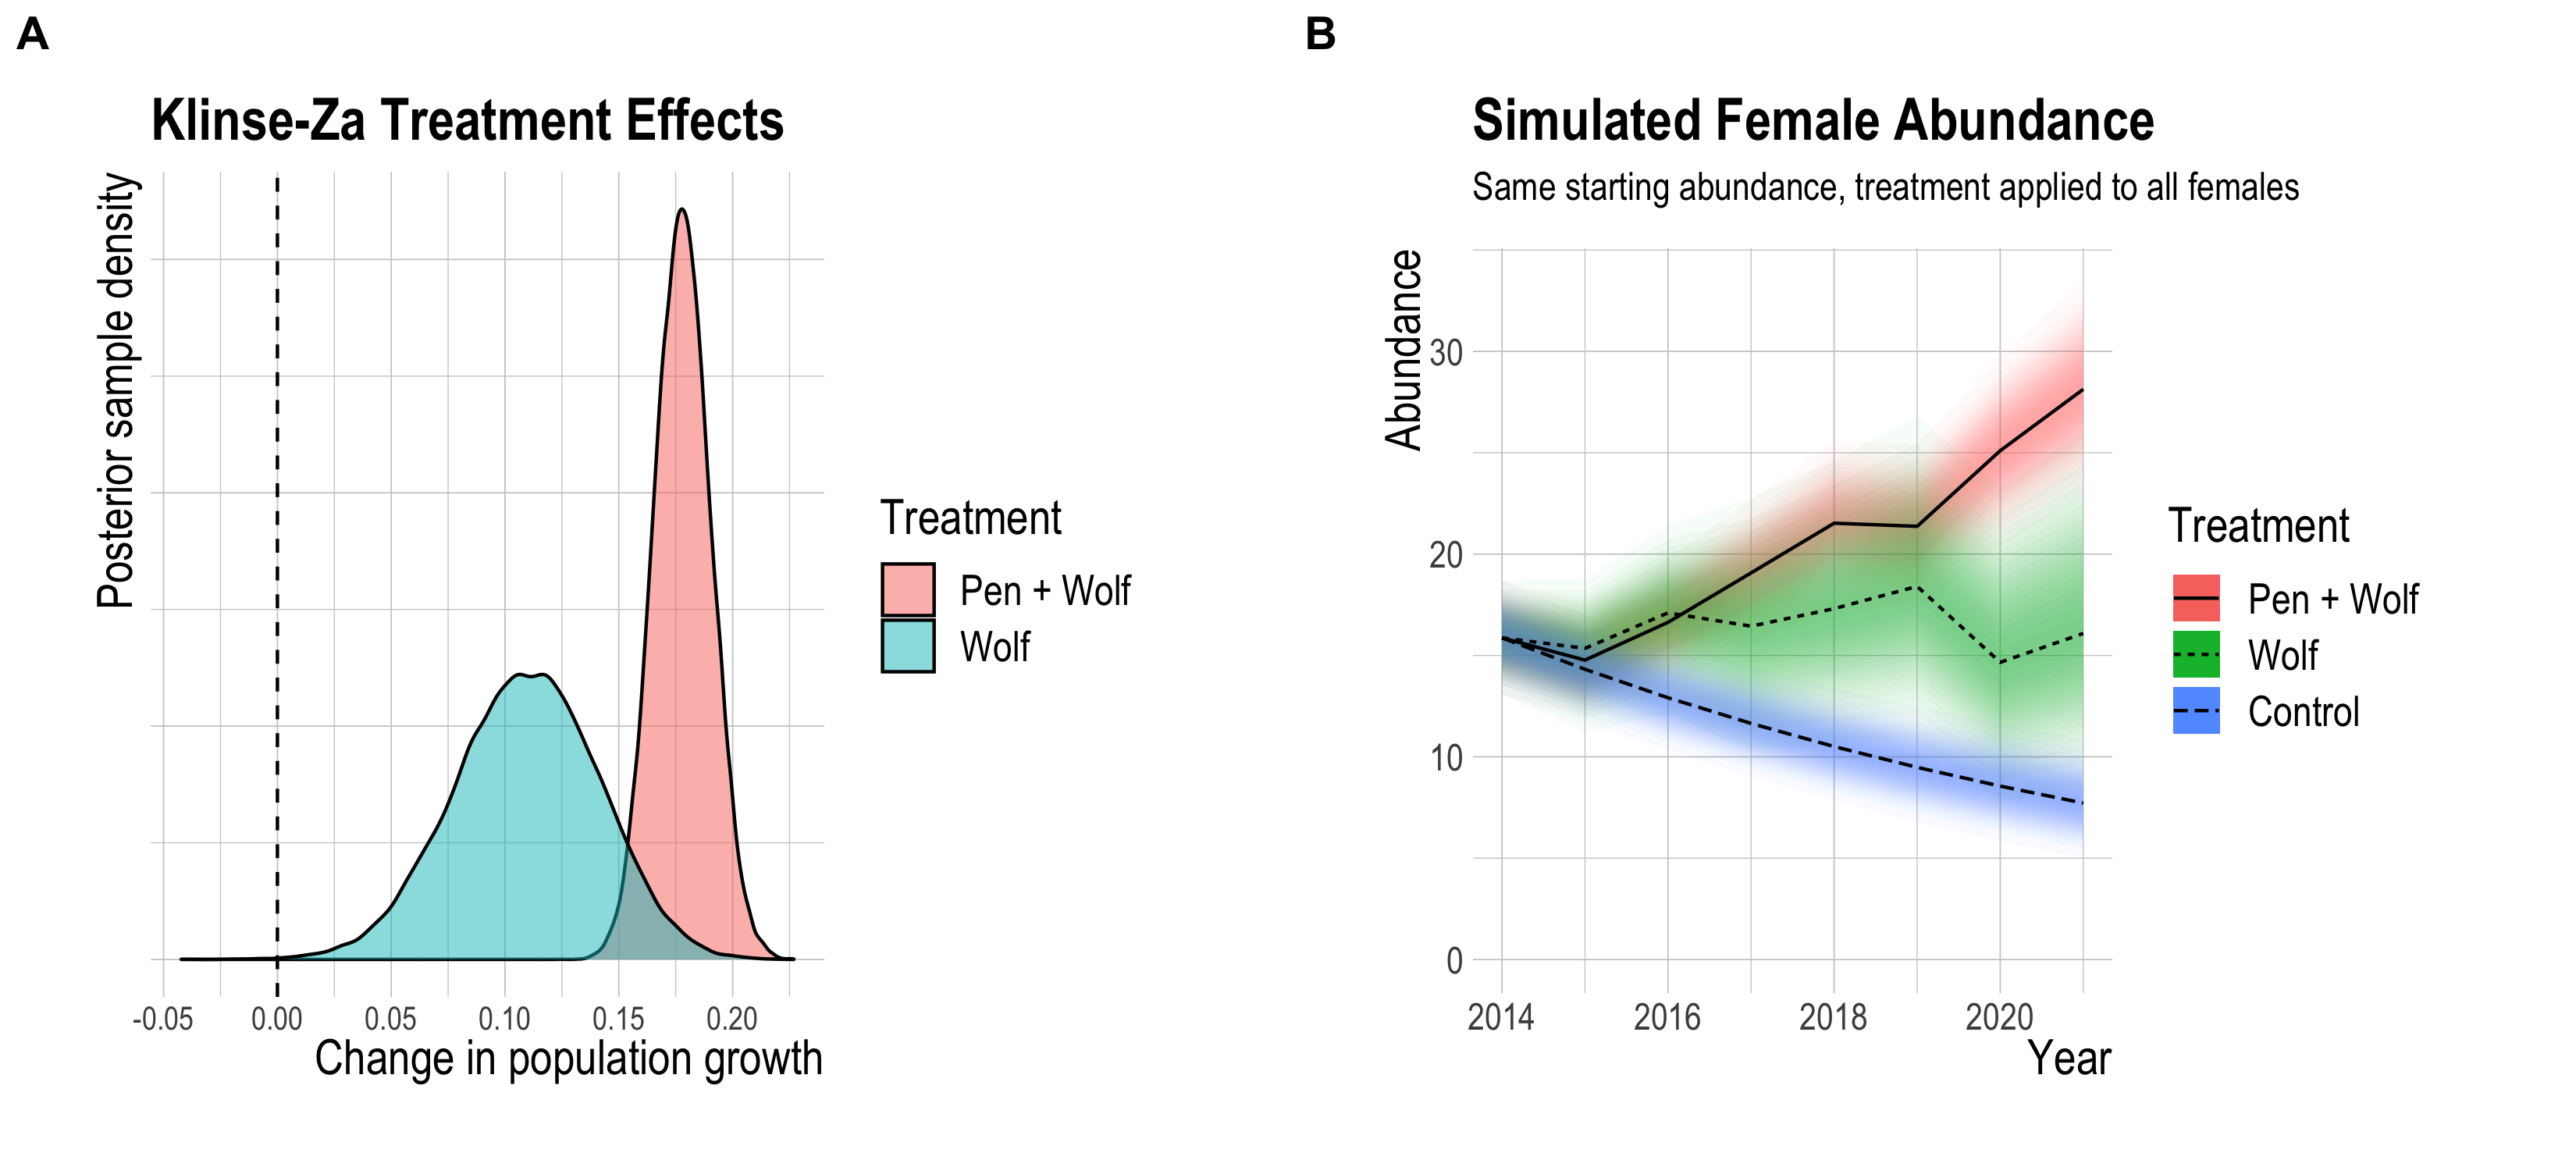 A
Klinse-Za Treatment Effects
Posterior sample density
-0.05 0.00 0.05 0.10 0.15 0.20
Change in population growth
Treatment
Pen + Wolf
Wolf
B
Simulated Female Abundance
Same starting abundance, treatment applied to all females
Abundance
30
20
10
0
2014 2016 2018 2020
Year
Treatment
Pen + Wolf
Wolf
Control